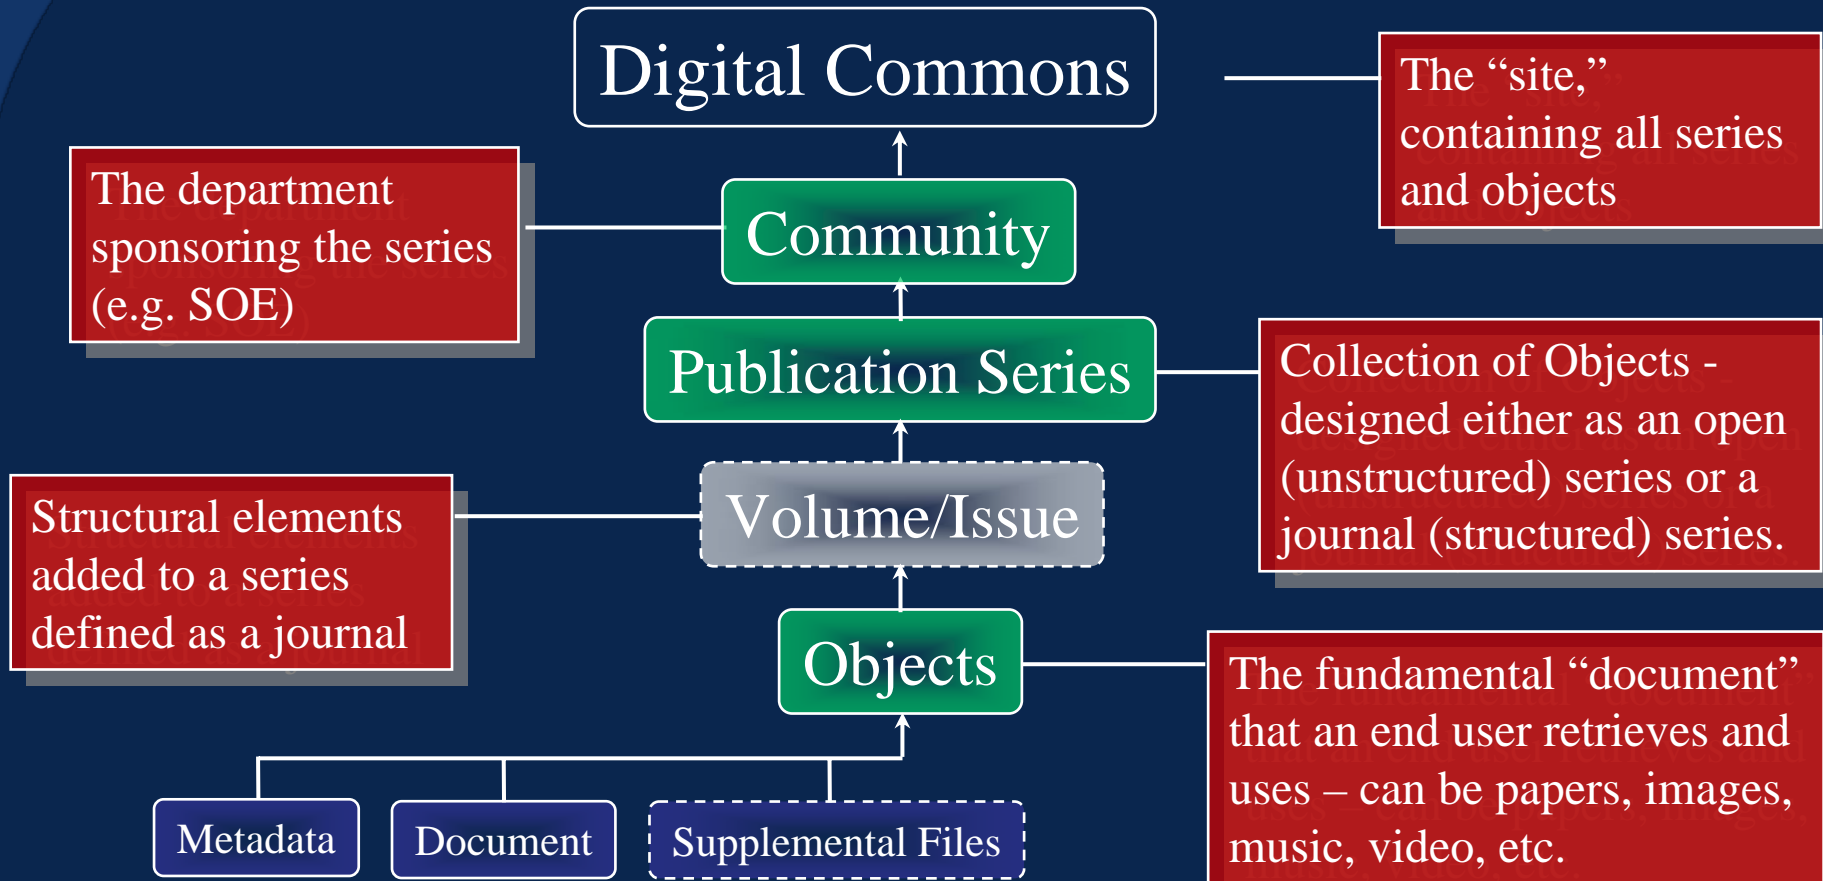 Digital Commons
The “site,”
containing all series
and objects
The department
sponsoring the series
(e.g. SOE)
Community
Publication Series
Collection of Objects -
designed either as an open
(unstructured) series or a
journal (structured) series.
Structural elements
added to a series
defined as a journal
Volume/Issue
Objects
The fundamental “document”
that an end user retrieves and
uses – can be papers, images,
music, video, etc.
Metadata
Document
Supplemental Files